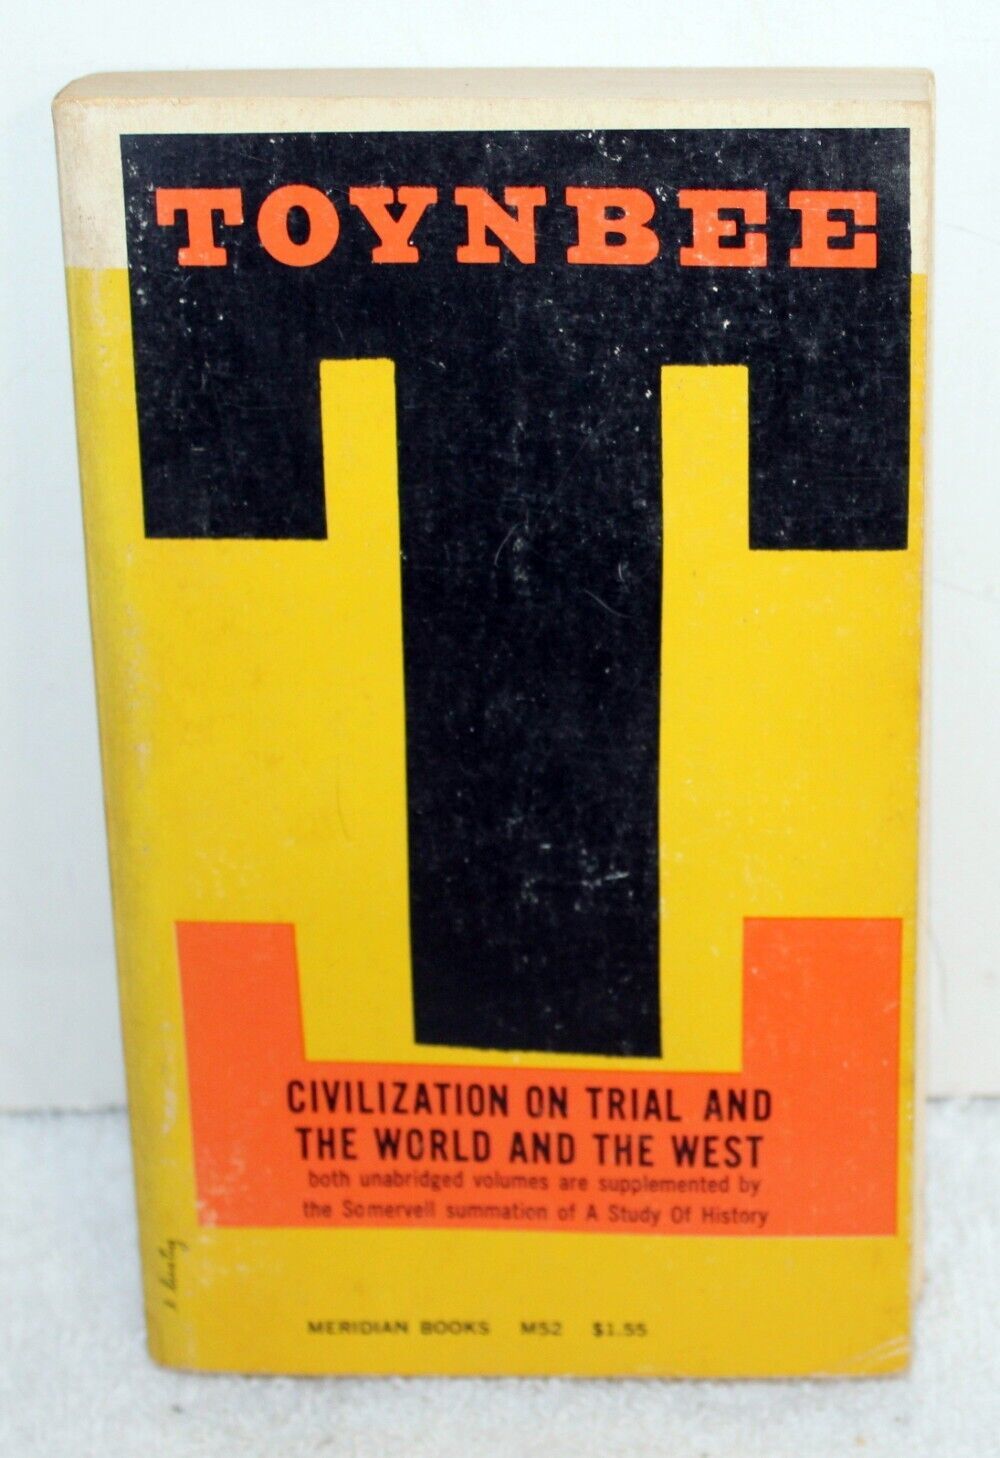 TOYNBEE
CIVILIZATION ON TRIAL AND
THE WORLD AND THE WEST
both unabridged volumes are supplemented by
the Somervell summation of A Study Of History
MERIDIAN BOOKS M52 $1.55